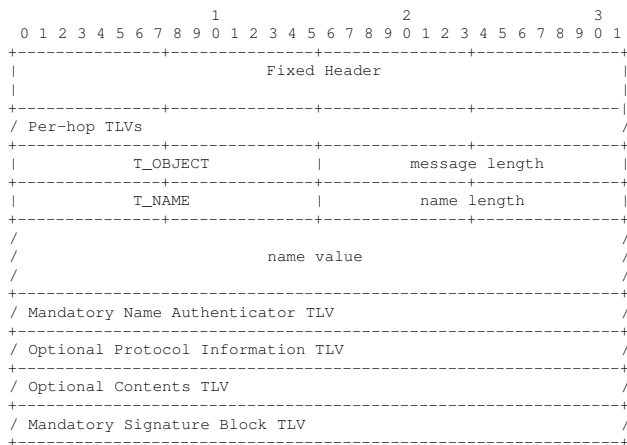 1                   2                   3
 0 1 2 3 4 5 6 7 8 9 0 1 2 3 4 5 6 7 8 9 0 1 2 3 4 5 6 7 8 9 0 1
+---------------+---------------+---------------+---------------+
|                         Fixed Header                          |
|                                                               |
+---------------+---------------+---------------+---------------|
/ Per-hop TLVs                                                  /
+---------------+---------------+---------------+---------------+
|            T_OBJECT           |         message length        |
+---------------+---------------+---------------+---------------+
|            T_NAME             |          name length          |
+---------------+---------------+---------------+---------------+
/                                                               /
/                          name value                           /
/                                                               /
+---------------------------------------------------------------+
/ Mandatory Name Authenticator TLV                              /
+---------------------------------------------------------------+
/ Optional Protocol Information TLV                             /
+---------------------------------------------------------------+
/ Optional Contents TLV                                         /
+---------------------------------------------------------------+
/ Mandatory Signature Block TLV                                 /
+---------------------------------------------------------------+